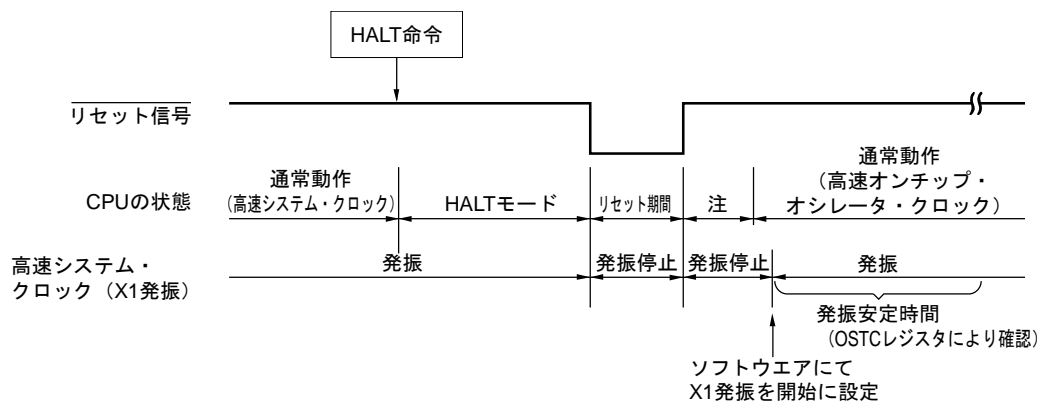 HALT命令
リセット信号
CPUの状態
通常動作
(高速システム・クロック)
HALTモード
リセット期間
注
通常動作
(高速オンチップ・
オシレータ・クロック)
高速システム・
クロック (X1発振)
発振
発振停止
発振停止
発振
発振安定時間
(OSTCレジスタにより確認)
ソフトウエアにて
X1発振を開始に設定